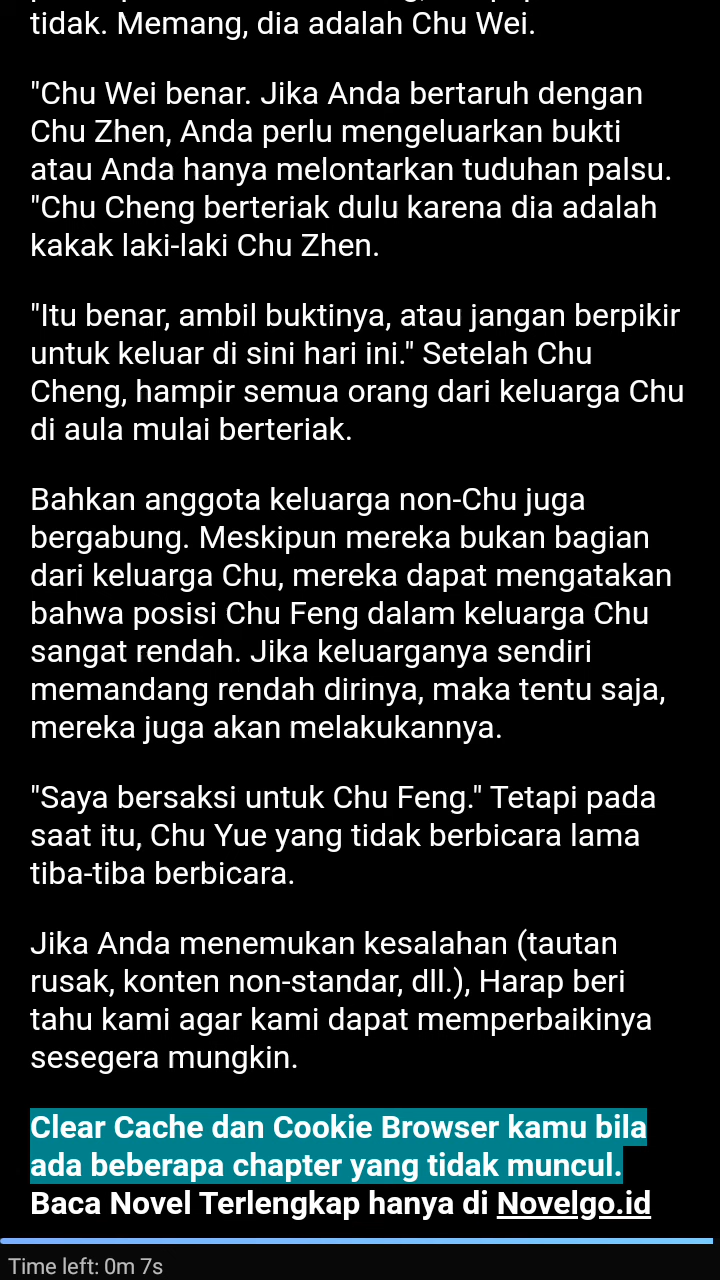 tidak. Memang, dia adalah Chu Wei.
"Chu Wei benar. Jika Anda bertaruh dengan
Chu Zhen, Anda perlu mengeluarkan bukti
atau Anda hanya melontarkan tuduhan palsu.
"Chu Cheng berteriak dulu karena dia adalah
kakak laki-laki Chu Zhen.
"Itu benar, ambil buktinya, atau jangan berpikir
untuk keluar di sini hari ini." Setelah Chu
Cheng, hampir semua orang dari keluarga Chu
di aula mulai berteriak.
Bahkan anggota keluarga non-Chu juga
bergabung. Meskipun mereka bukan bagian
dari keluarga Chu, mereka dapat mengatakan
bahwa posisi Chu Feng dalam keluarga Chu
sangat rendah. Jika keluarganya sendiri
memandang rendah dirinya, maka tentu saja,
mereka juga akan melakukannya.
"Saya bersaksi untuk Chu Feng." Tetapi pada
saat itu, Chu Yue yang tidak berbicara lama
tiba-tiba berbicara.
Jika Anda menemukan kesalahan (tautan
rusak, konten non-standar, dll.), Harap beri
tahu kami agar kami dapat memperbaikinya
sesegera mungkin.
Clear Cache dan Cookie Browser kamu bila
ada beberapa chapter yang tidak muncul.
Baca Novel Terlengkap hanya di Novelgo.id
Time left: 0m 7s